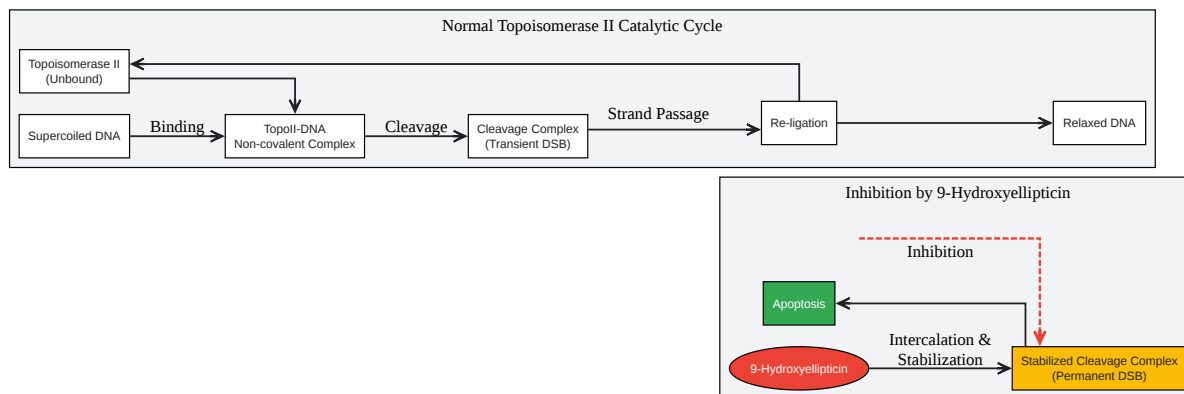 Normal Topoisomerase II Catalytic Cycle
Topoisomerase II
(Unbound)
Supercoiled DNA
Binding
TopoII-DNA
Non-covalent Complex
Cleavage
Cleavage Complex
(Transient DSB)
Strand Passage
Re-ligation
Relaxed DNA
Inhibition by 9-Hydroxyellipticin
Inhibition
Apoptosis
9-Hydroxyellipticin
Intercalation &
Stabilization
Stabilized Cleavage Complex
(Permanent DSB)